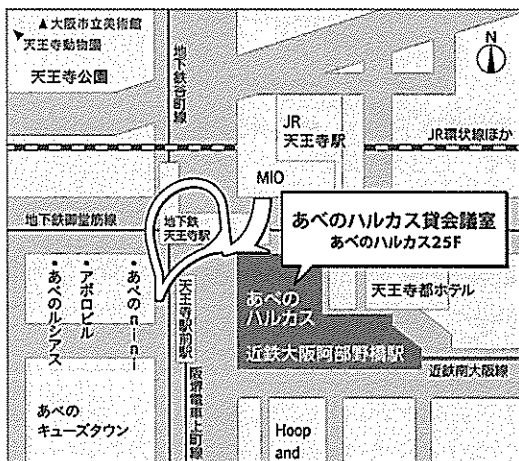 ▲大阪市立美術館
天王寺動物園
天王寺公園
地下鉄谷町線
N
JR
天王寺駅
JR環状線ほか
MIO
地下鉄御堂筋線
地下鉄
天王寺駅
あべのハルカス貸会議室
あべのハルカス25F
・あべのn-n-
・アポロビル
・あべのルシアス
天王寺駅前駅
あべの
ハルカス
天王寺都ホテル
近鉄大阪阿部野橋駅
近鉄南大阪線
阪堺電車上町線
あべの
キューズタウン
Hoop
and